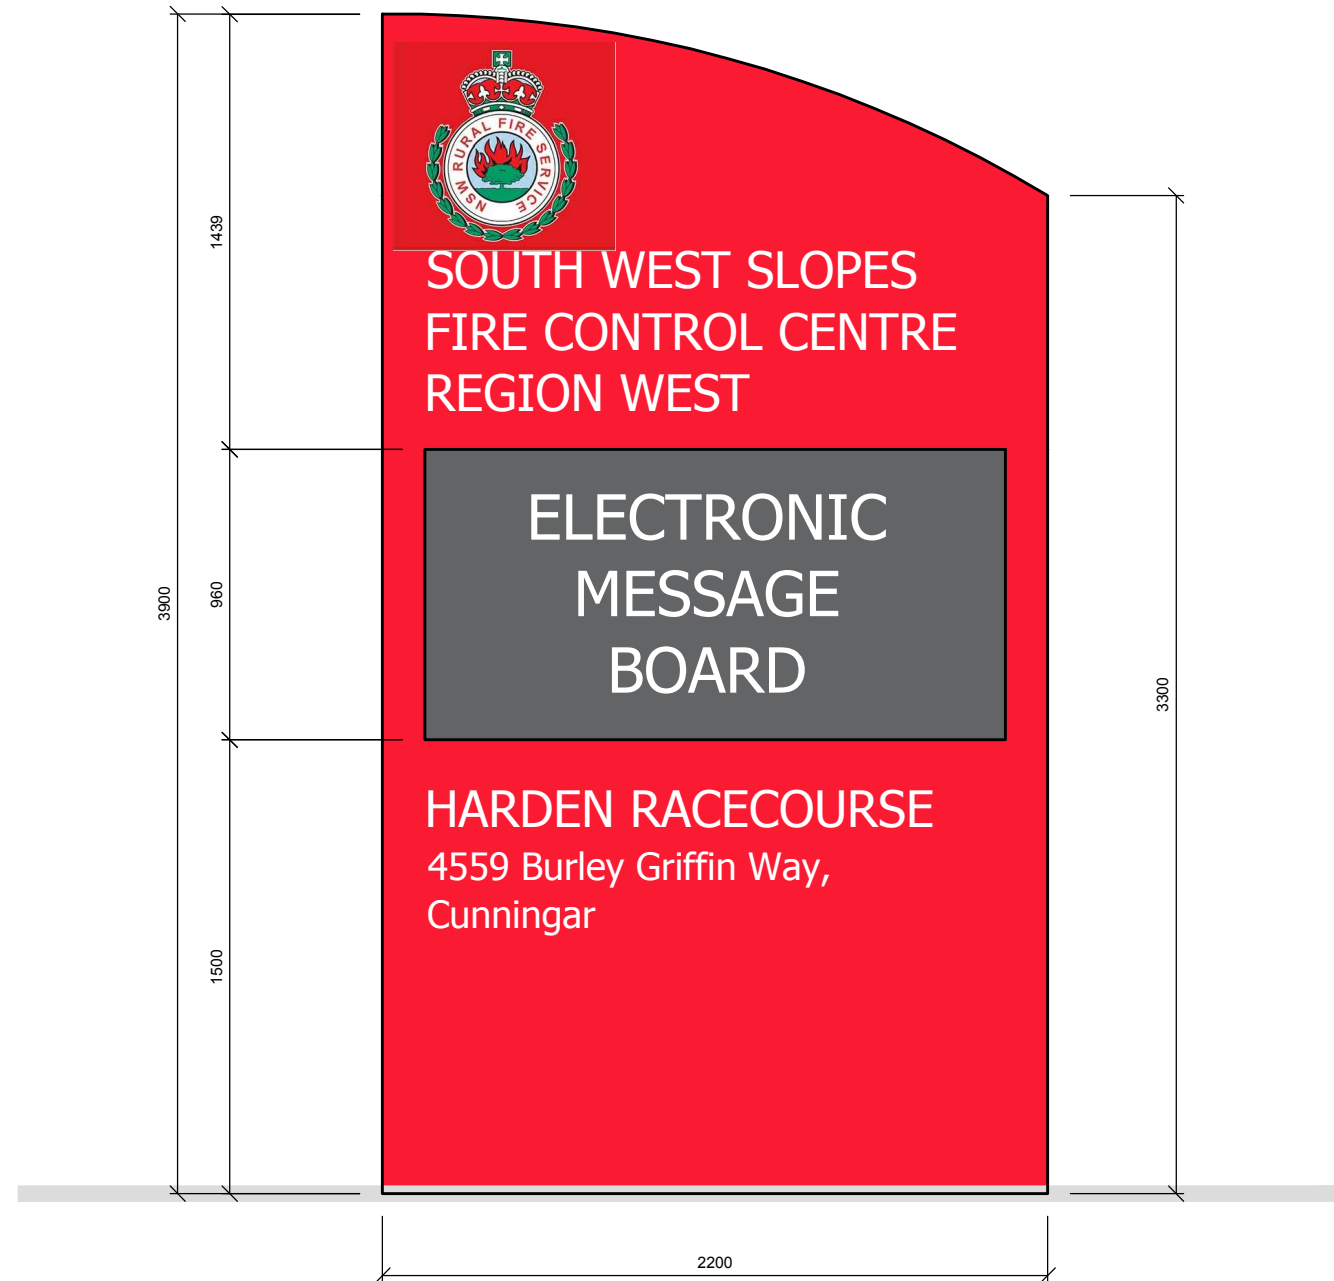 NSW RURAL FIRE SERVICE
SOUTH WEST SLOPES
FIRE CONTROL CENTRE
REGION WEST
ELECTRONIC
MESSAGE
BOARD
HARDEN RACECOURSE
4559 Burley Griffin Way,
Cunningar
3900
1439
960
1500
3300
2200